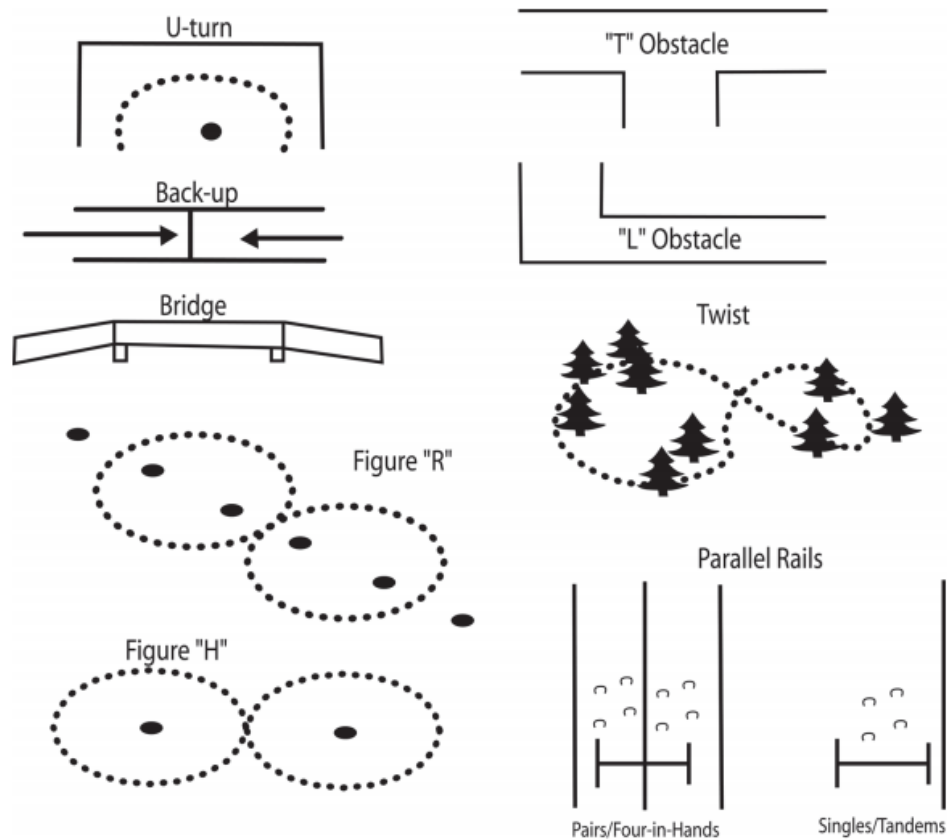 U-turn
"T" Obstacle
Back-up
"L" Obstacle
Bridge
Twist
Figure "R"
Parallel Rails
Figure "H"
Pairs/Four-in-Hands
Singles/Tandems